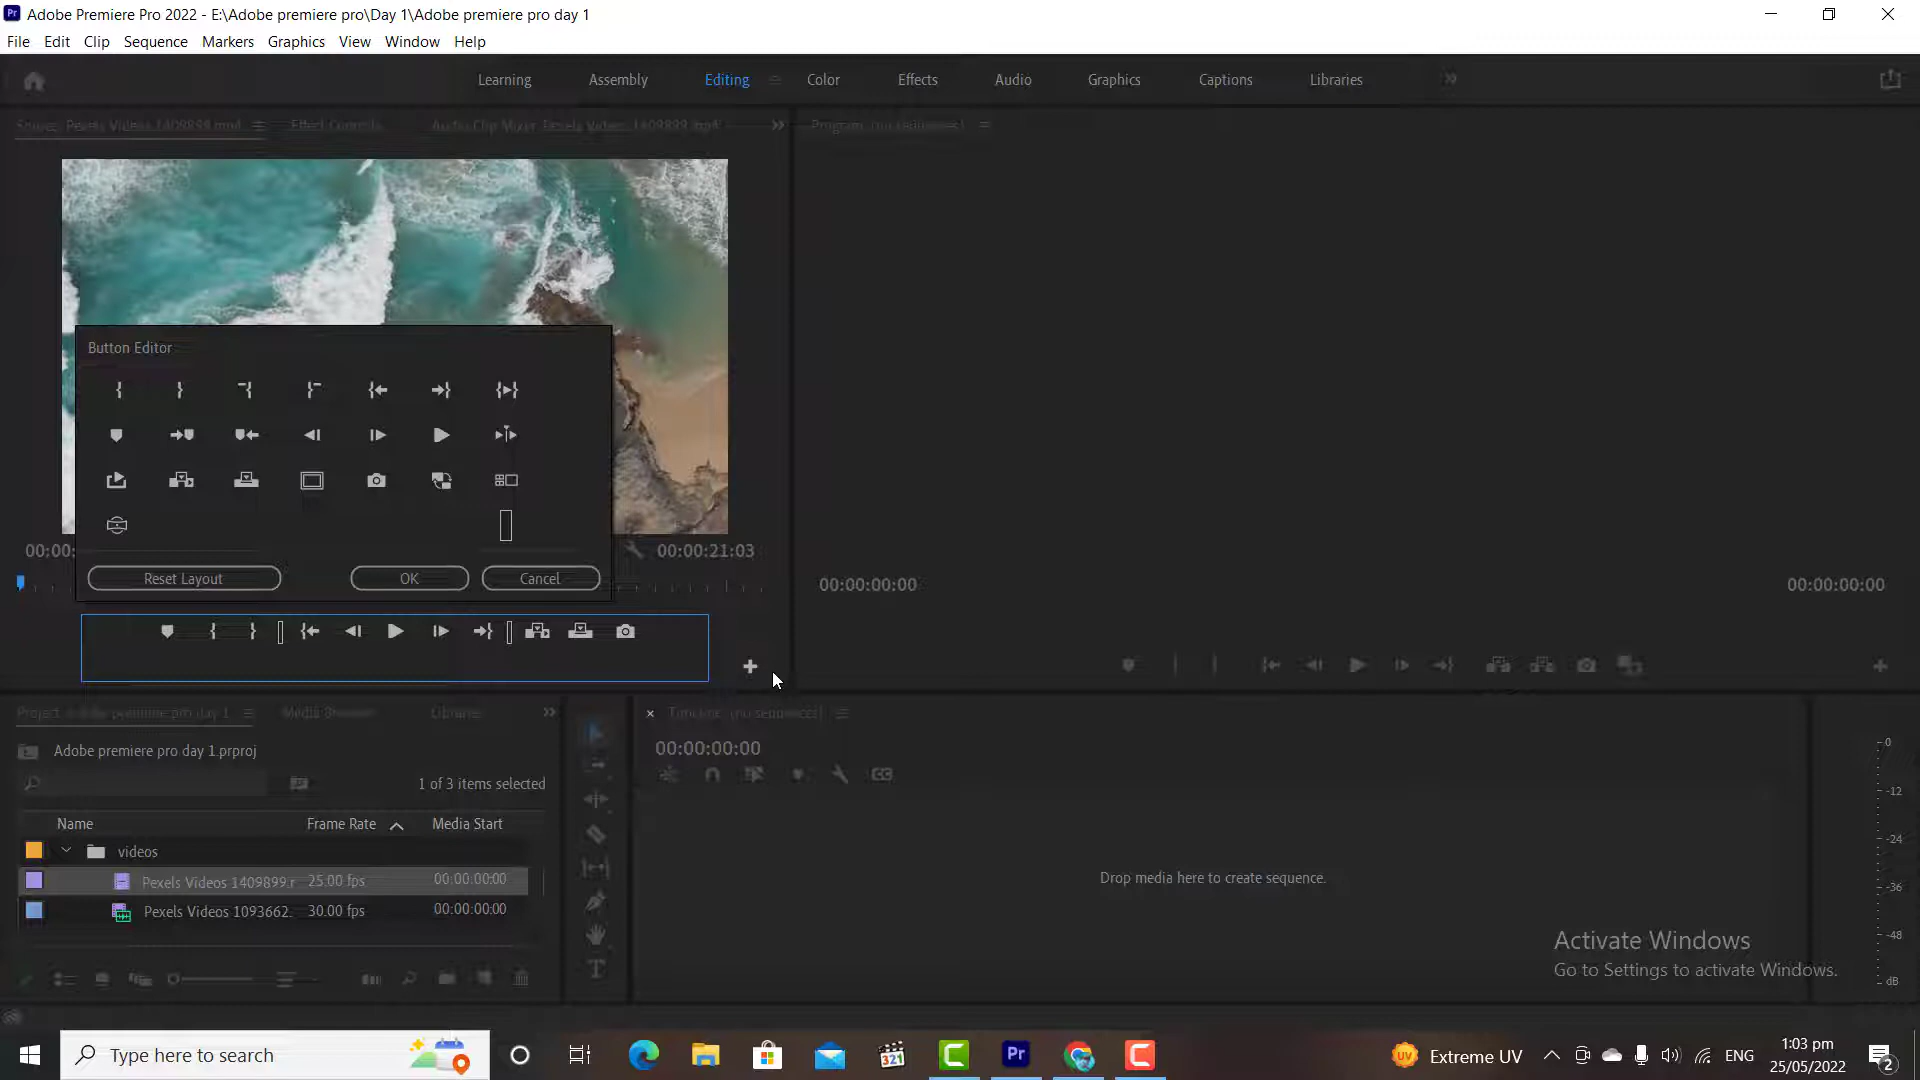 Adobe Premiere Pro 2022 - E:\Adobe premiere pro\Day 1\Adobe premiere pro day 1
File Edit Clip Sequence Markers Graphics View Window Help
Learning Assembly Editing Color Effects Audio Graphics Captions Libraries
Source: Pexels Videos 1409899.mp4 Effect Controls Audio Clip Mixer: Pexels Videos 1409899.mp4 Program: (no sequences)
Button Editor
Reset Layout OK Cancel
00:00: 00:00:21:03
00:00:00:00 00:00:00:00
Project: Adobe premiere pro day 1 Media Browser Libraries
Timeline: (no sequences)
Adobe premiere pro day 1.prproj
00:00:00:00
1 of 3 items selected
Name Frame Rate Media Start
videos
Pexels Videos 1409899.r 25.00 fps 00:00:00:00
Pexels Videos 1093662. 30.00 fps 00:00:00:00
Drop media here to create sequence.
0
-12
-24
-36
-48
dB
Activate Windows
Go to Settings to activate Windows.
Type here to search
321
Pr
Extreme UV
ENG
1:03 pm
25/05/2022
2